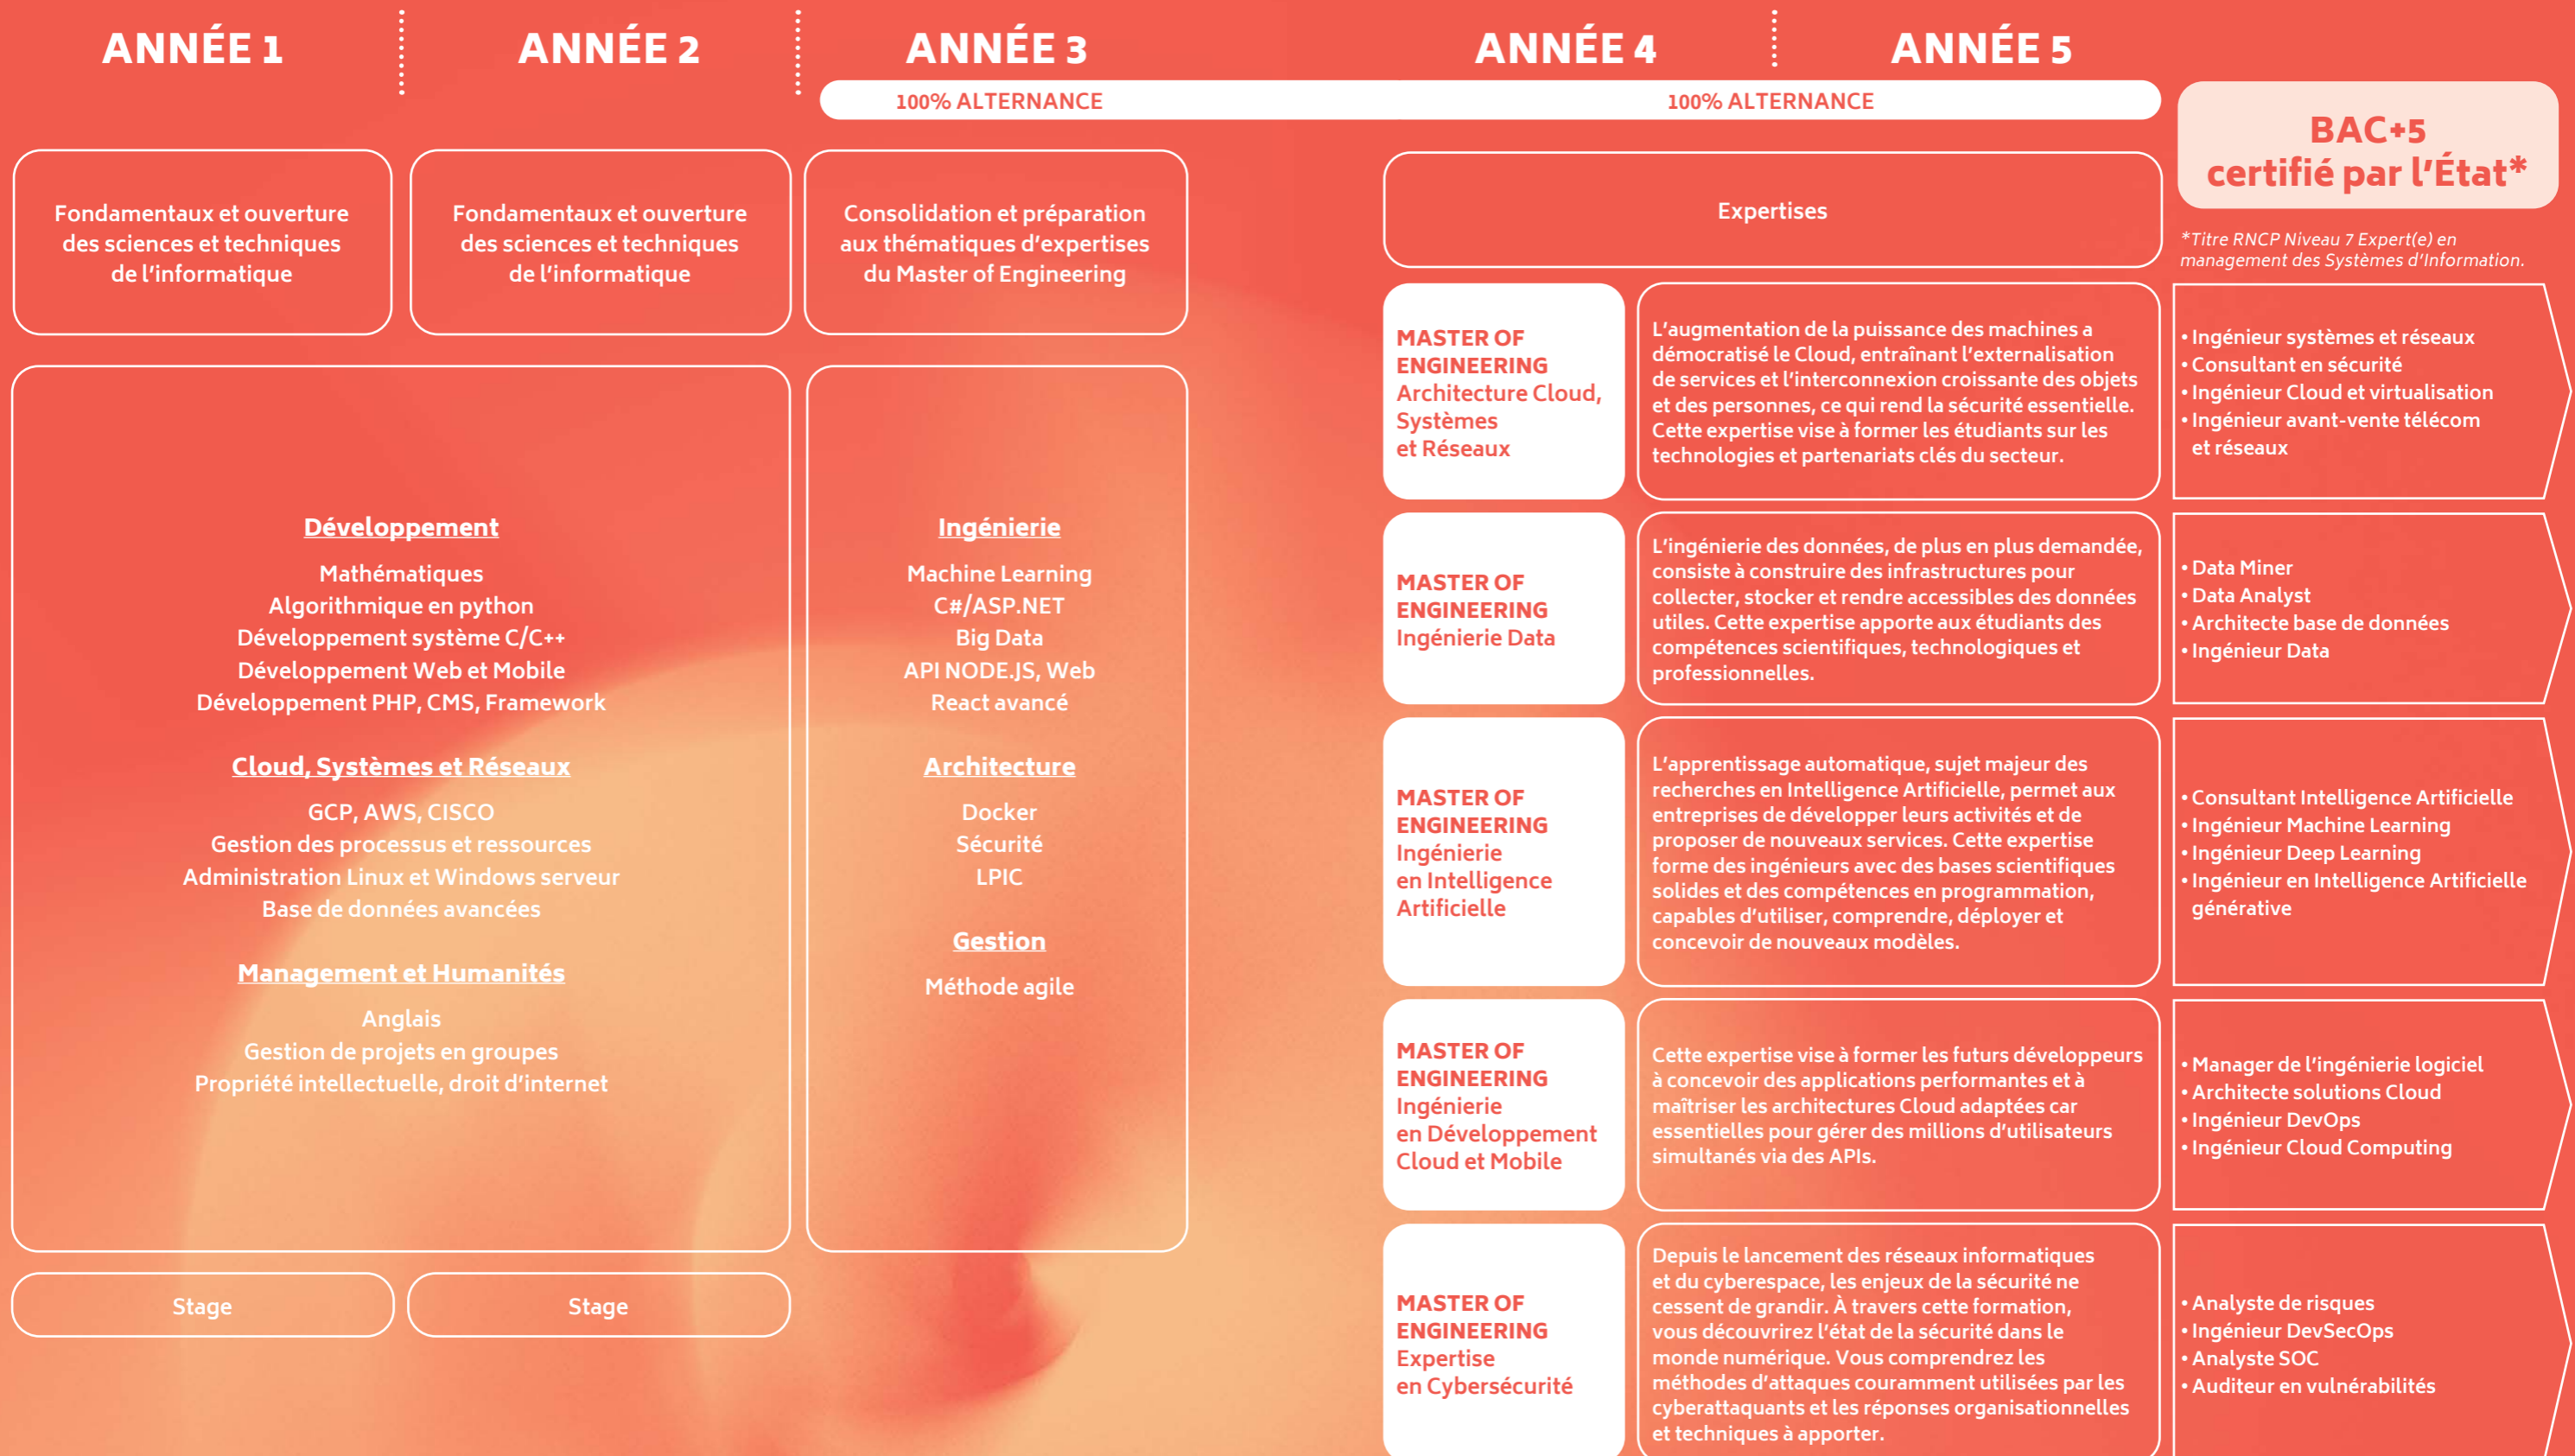 ANNÉE 1
ANNÉE 2
ANNÉE 3
ANNÉE 4
ANNÉE 5
100% ALTERNANCE
100% ALTERNANCE
BAC+5
certifié par l'État*
*Titre RNCP Niveau 7 Expert(e) en
management des Systèmes d'Information.
Fondamentaux et ouverture
des sciences et techniques
de l'informatique
Fondamentaux et ouverture
des sciences et techniques
de l'informatique
Consolidation et préparation
aux thématiques d'expertises
du Master of Engineering
Expertises
Développement
Mathématiques
Algorithmique en python
Développement système C/C++
Développement Web et Mobile
Développement PHP, CMS, Framework
Cloud, Systèmes et Réseaux
GCP, AWS, CISCO
Gestion des processus et ressources
Administration Linux et Windows serveur
Base de données avancées
Management et Humanités
Anglais
Gestion de projets en groupes
Propriété intellectuelle, droit d'internet
Stage
Stage
Ingénierie
Machine Learning
C#/ASP.NET
Big Data
API NODE.JS, Web
React avancé
Architecture
Docker
Sécurité
LPIC
Gestion
Méthode agile
MASTER OF
ENGINEERING
Architecture Cloud,
Systèmes
et Réseaux
L'augmentation de la puissance des machines a
démocratisé le Cloud, entraînant l'externalisation
de services et l'interconnexion croissante des objets
et des personnes, ce qui rend la sécurité essentielle.
Cette expertise vise à former les étudiants sur les
technologies et partenariats clés du secteur.
• Ingénieur systèmes et réseaux
• Consultant en sécurité
• Ingénieur Cloud et virtualisation
• Ingénieur avant-vente télécom
et réseaux
MASTER OF
ENGINEERING
Ingénierie Data
L'ingénierie des données, de plus en plus demandée,
consiste à construire des infrastructures pour
collecter, stocker et rendre accessibles des données
utiles. Cette expertise apporte aux étudiants des
compétences scientifiques, technologiques et
professionnelles.
• Data Miner
• Data Analyst
• Architecte base de données
• Ingénieur Data
MASTER OF
ENGINEERING
Ingénierie
en Intelligence
Artificielle
L'apprentissage automatique, sujet majeur des
recherches en Intelligence Artificielle, permet aux
entreprises de développer leurs activités et de
proposer de nouveaux services. Cette expertise
forme des ingénieurs avec des bases scientifiques
solides et des compétences en programmation,
capables d'utiliser, comprendre, déployer et
concevoir de nouveaux modèles.
• Consultant Intelligence Artificielle
• Ingénieur Machine Learning
• Ingénieur Deep Learning
• Ingénieur en Intelligence Artificielle
générative
MASTER OF
ENGINEERING
Ingénierie
en Développement
Cloud et Mobile
Cette expertise vise à former les futurs développeurs
à concevoir des applications performantes et à
maîtriser les architectures Cloud adaptées car
essentielles pour gérer des millions d'utilisateurs
simultanés via des APIs.
• Manager de l'ingénierie logiciel
• Architecte solutions Cloud
• Ingénieur DevOps
• Ingénieur Cloud Computing
MASTER OF
ENGINEERING
Expertise
en Cybersécurité
Depuis le lancement des réseaux informatiques
et du cyberespace, les enjeux de la sécurité ne
cessent de grandir. À travers cette formation,
vous découvrirez l'état de la sécurité dans le
monde numérique. Vous comprendrez les
méthodes d'attaques couramment utilisées par les
cyberattaquants et les réponses organisationnelles
et techniques à apporter.
• Analyste de risques
• Ingénieur DevSecOps
• Analyste SOC
• Auditeur en vulnérabilités